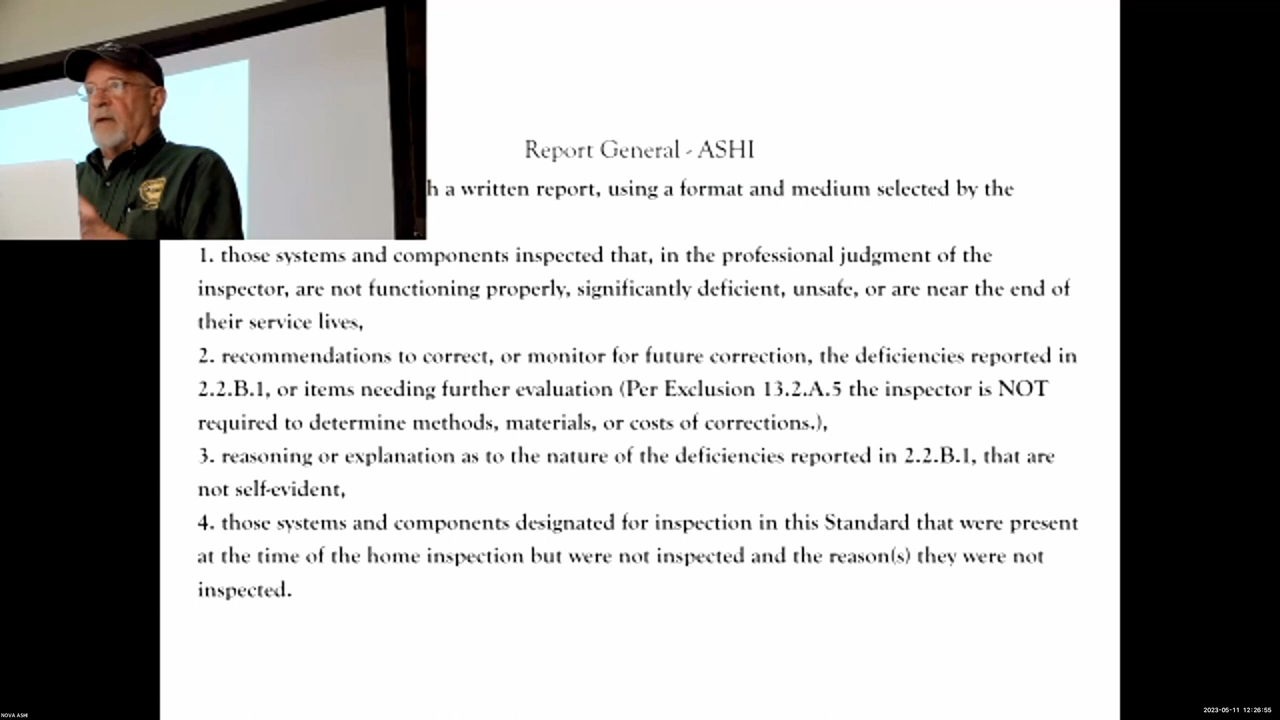 Report General - ASHI
h a written report, using a format and medium selected by the
1. those systems and components inspected that, in the professional judgment of the
inspector, are not functioning properly, significantly deficient, unsafe, or are near the end of
their service lives,
2. recommendations to correct, or monitor for future correction, the deficiencies reported in
2.2.B.1, or items needing further evaluation (Per Exclusion 13.2.A.5 the inspector is NOT
required to determine methods, materials, or costs of corrections.),
3. reasoning or explanation as to the nature of the deficiencies reported in 2.2.B.1, that are
not self-evident,
4. those systems and components designated for inspection in this Standard that were present
at the time of the home inspection but were not inspected and the reason(s) they were not
inspected.
NOVA ASHI
2023-05-11 12:26:55